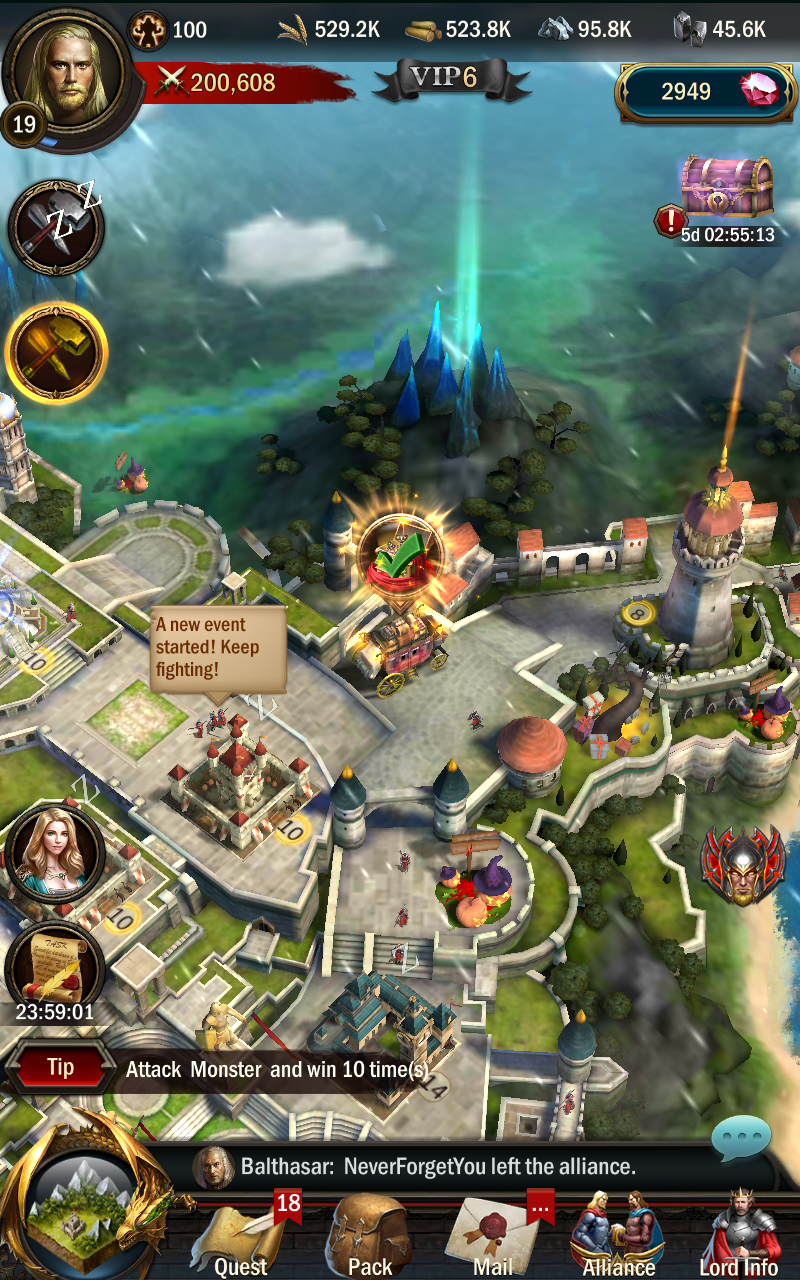 100
529.2K
523.8K
95.8K
45.6K
200,608
VIP6
2949
19
Z
Z
5d 02:55:13
8
A new event
started! Keep
fighting!
10
Z
Z
10
10
TASK
23:59:01
Tip
Attack Monster and win 10 time(s)
14
Balthasar: NeverForgetYou left the alliance.
18
...
Quest
Pack
Mail
Alliance
Lord Info